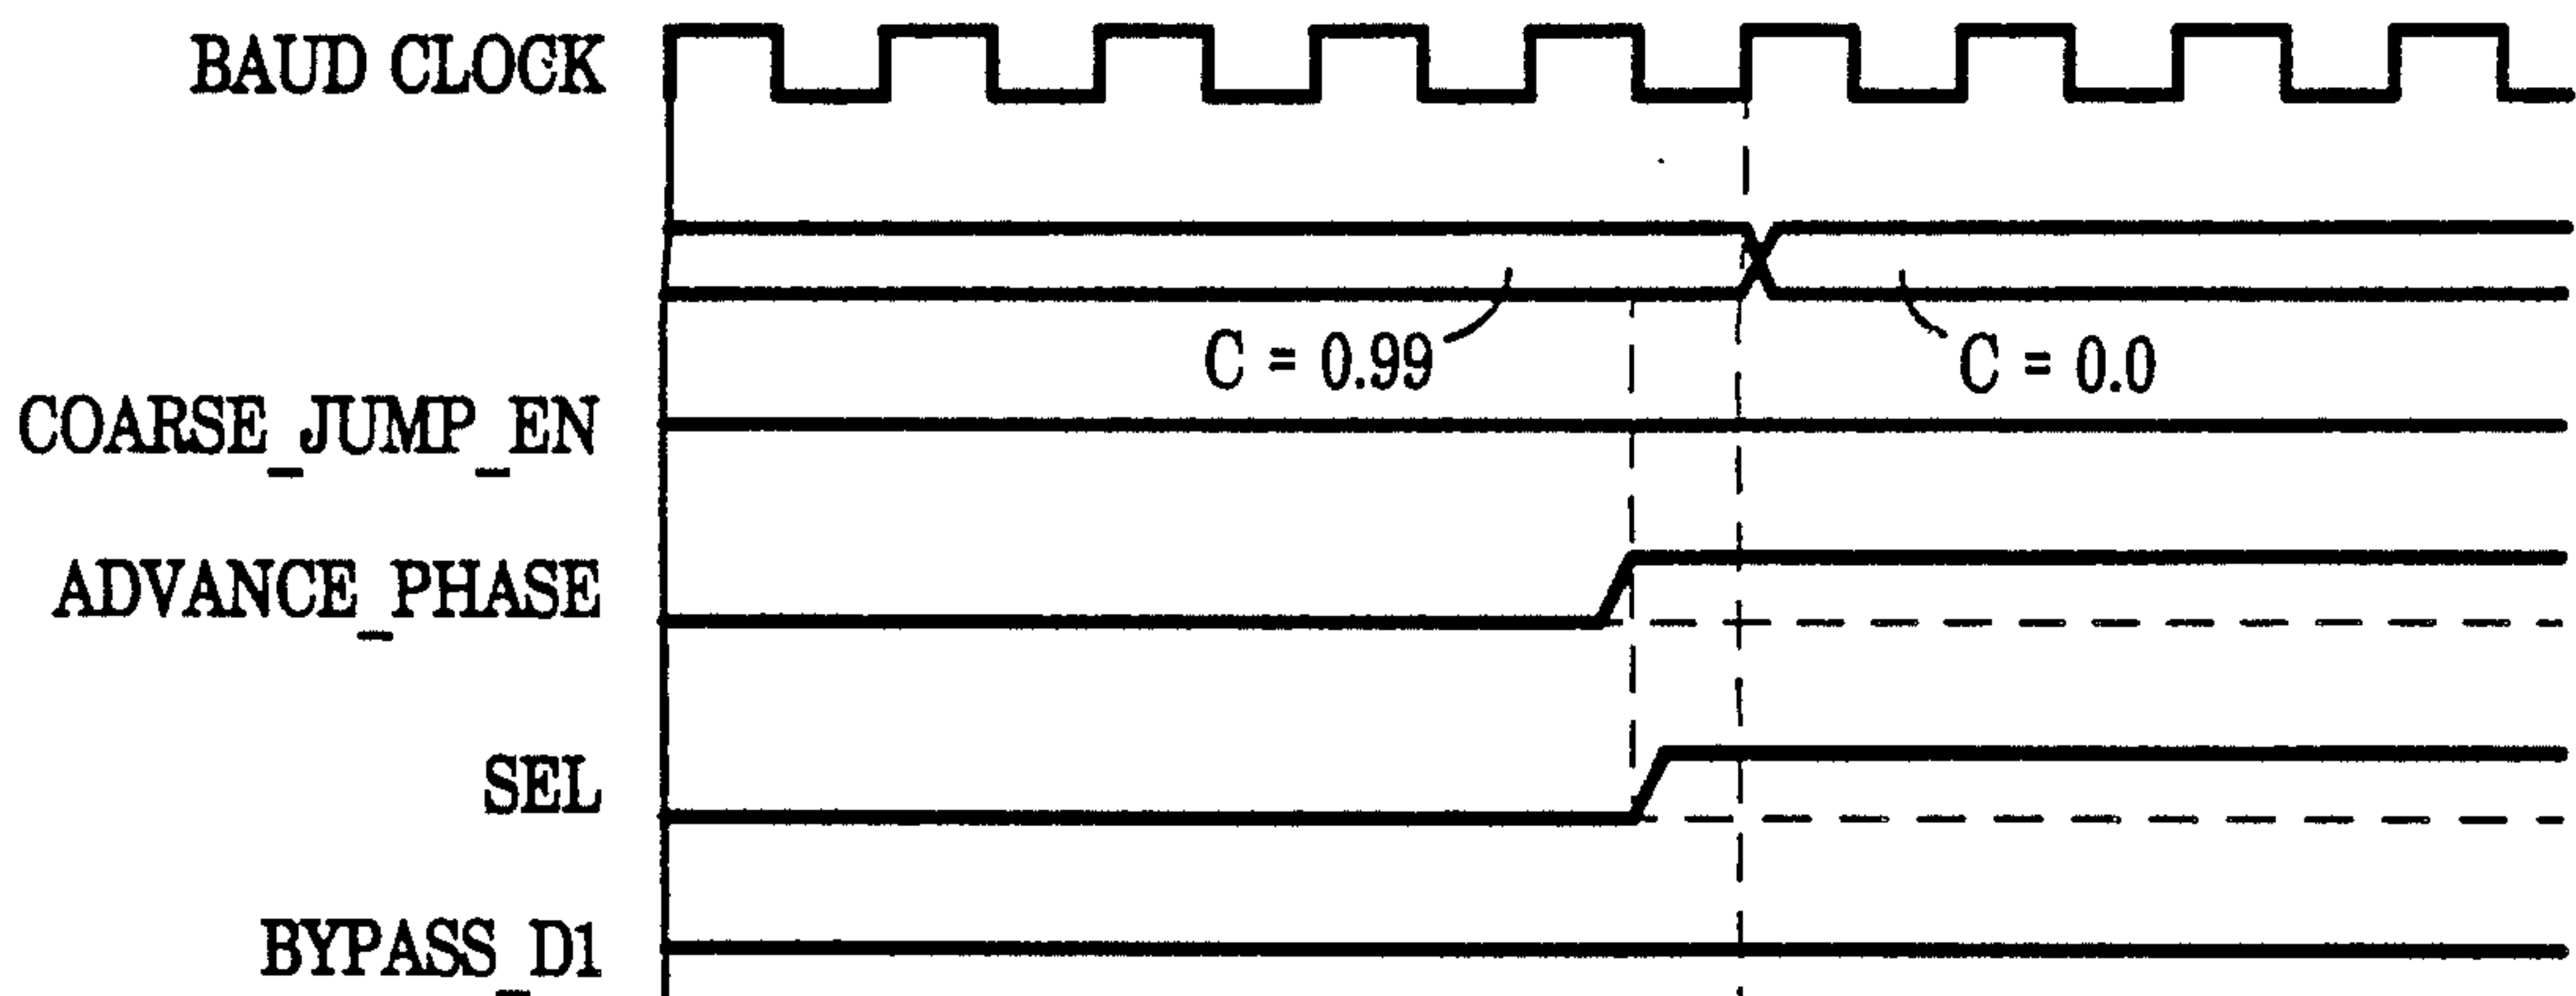 BAUD CLOCK
C = 0.99
C = 0.0
COARSE_JUMP_EN
ADVANCE_PHASE
SEL
BYPASS_D1